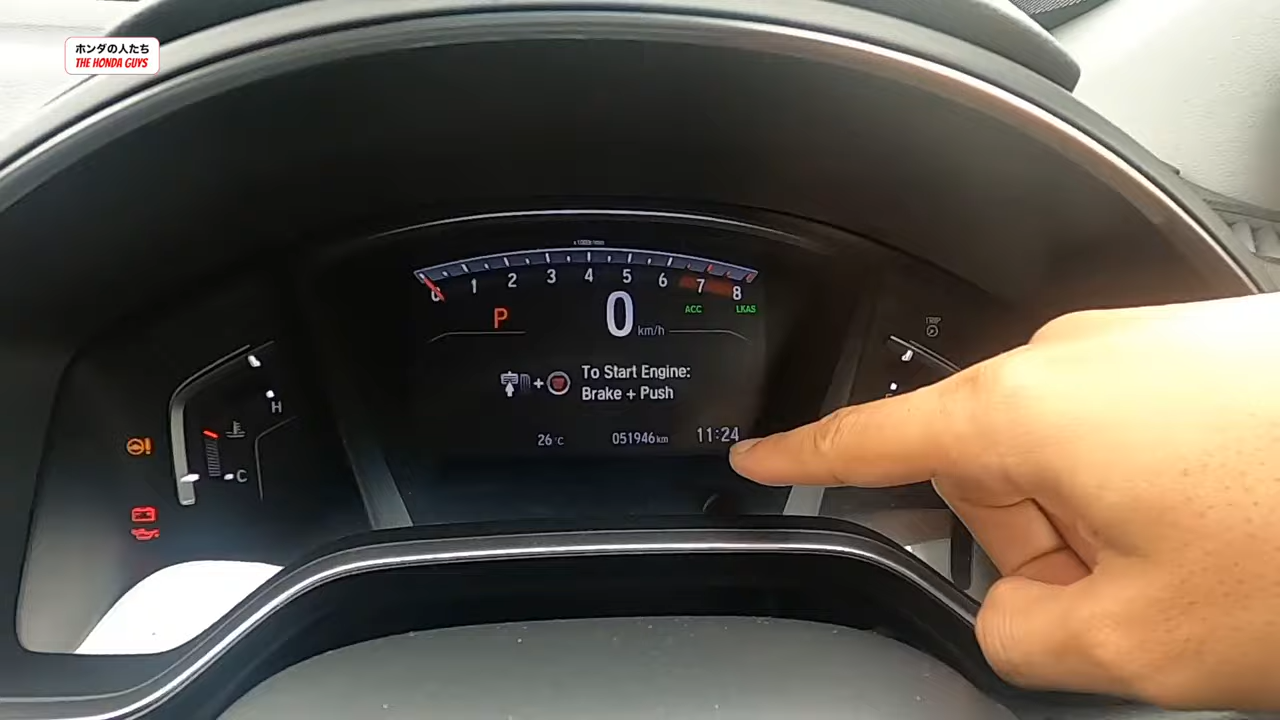 ホンダの人たち
THE HONDA GUYS
0 1 2 3 4 5 6 7 8
P
0 km/h
ACC
LKAS
TRIP
To Start Engine:
Brake + Push
H
C
26°C
051946km
11:24